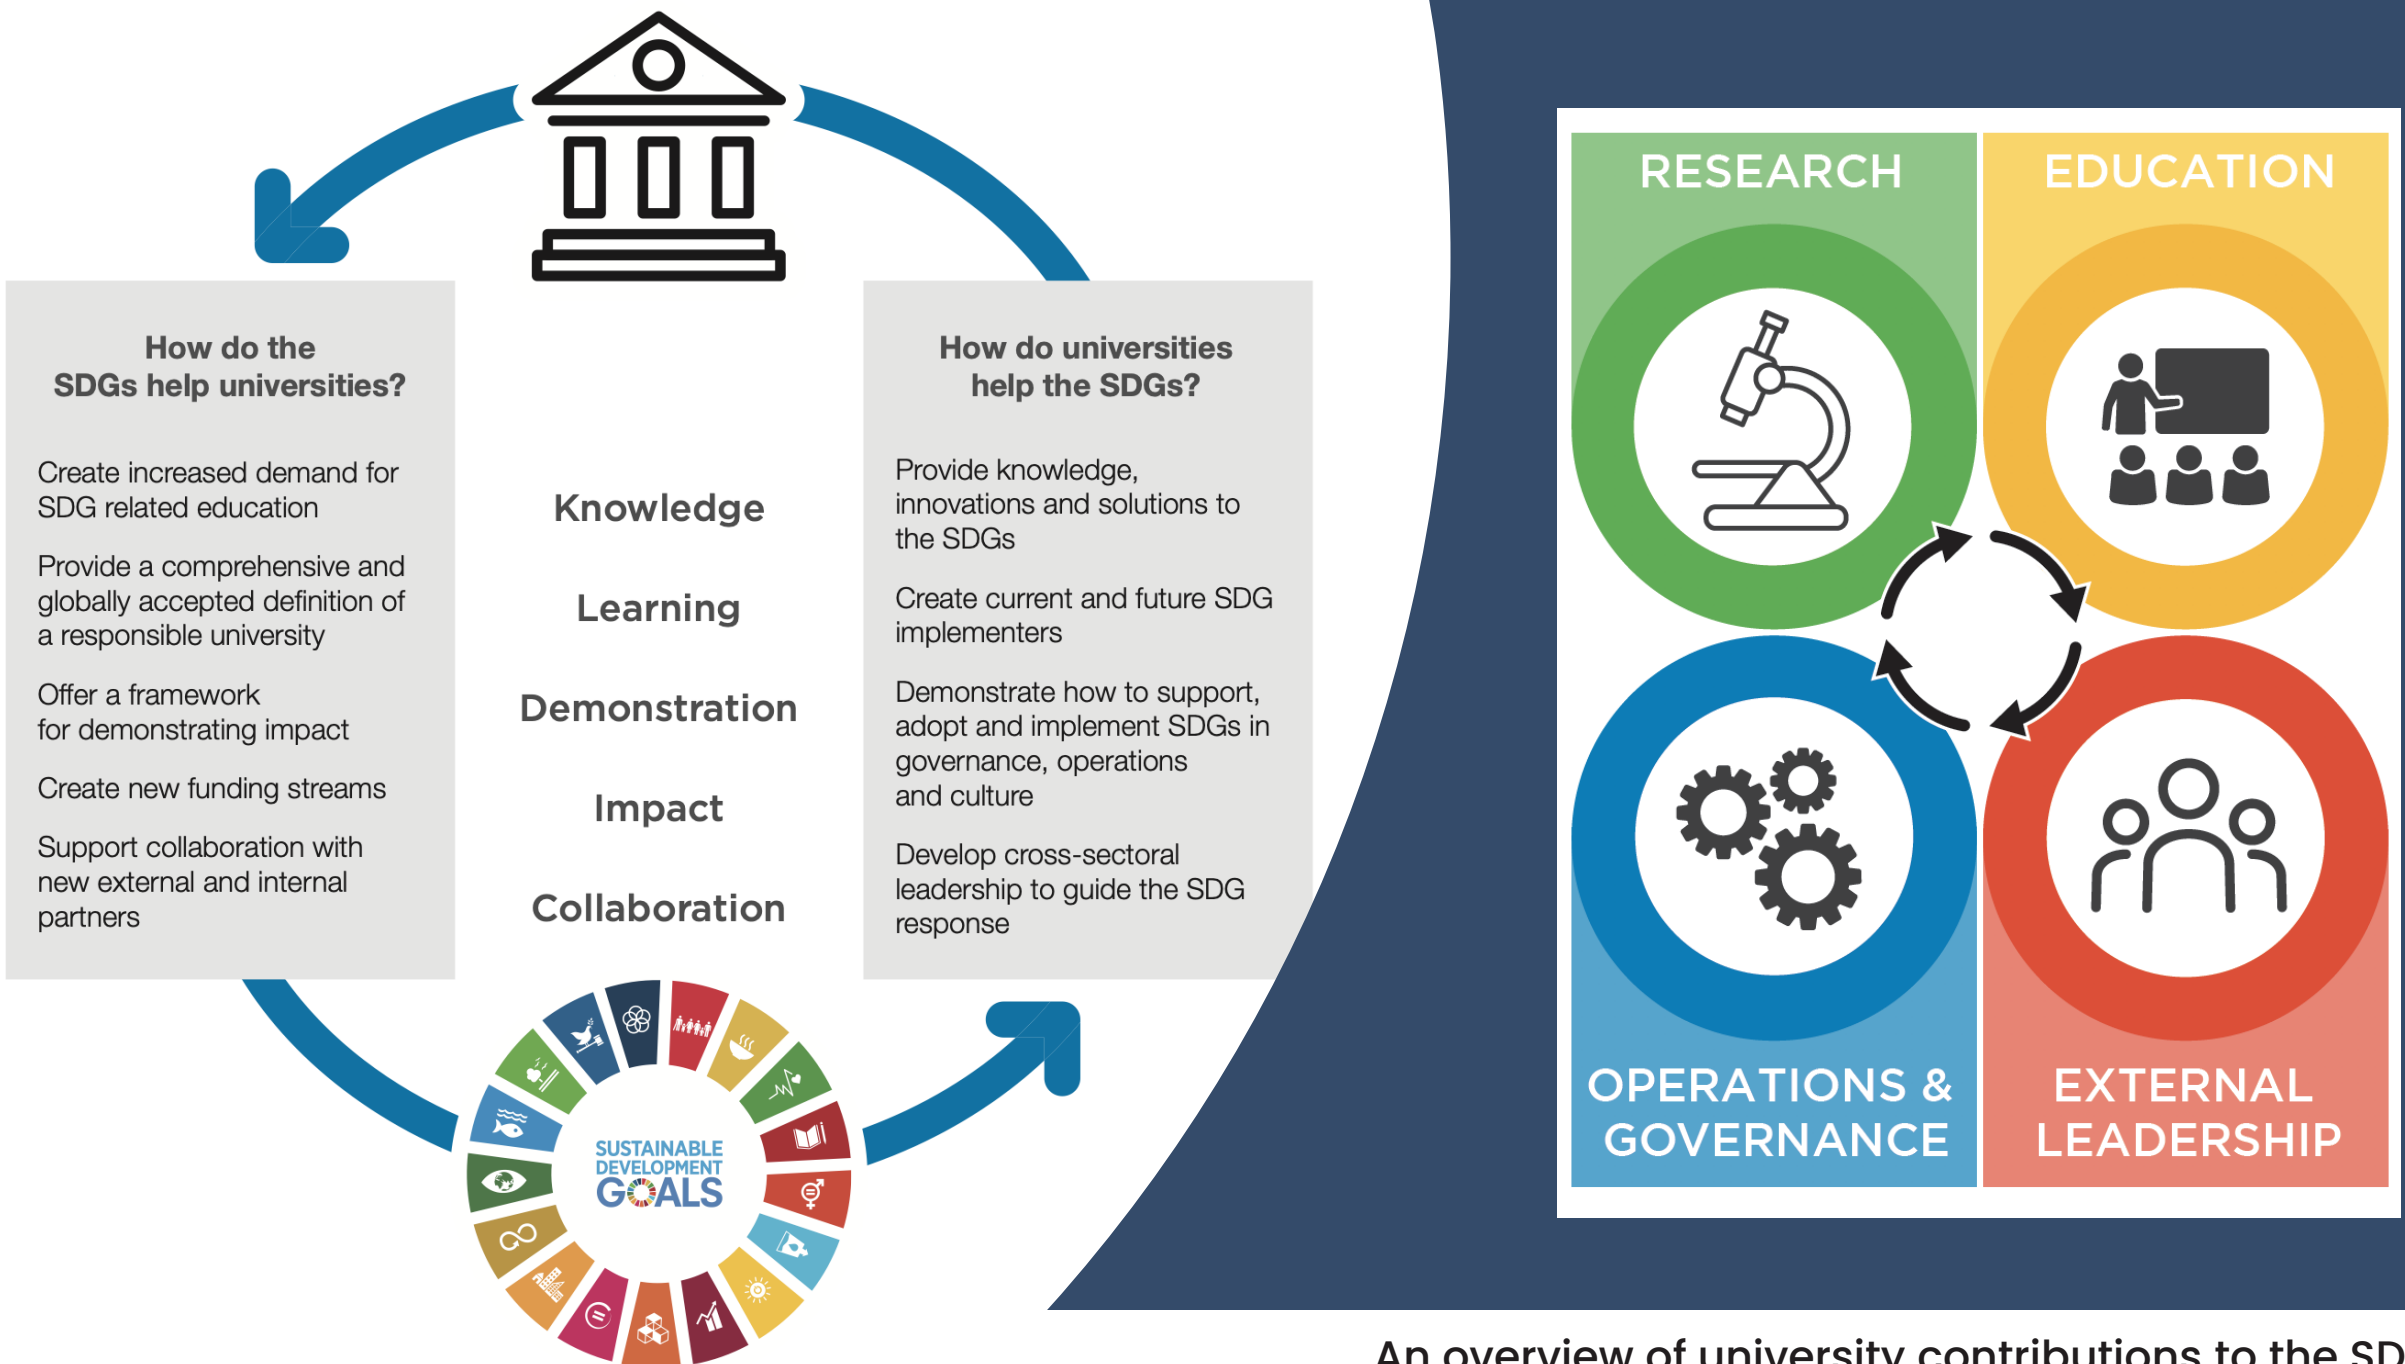 How do the
SDGs help universities?
Create increased demand for
SDG related education
Provide a comprehensive and
globally accepted definition of
a responsible university
Offer a framework
for demonstrating impact
Create new funding streams
Support collaboration with
new external and internal
partners
Knowledge
Learning
Demonstration
Impact
Collaboration
How do universities
help the SDGs?
Provide knowledge,
innovations and solutions to
the SDGs
Create current and future SDG
implementers
Demonstrate how to support,
adopt and implement SDGs in
governance, operations
and culture
Develop cross-sectoral
leadership to guide the SDG
response
SUSTAINABLE
DEVELOPMENT
GOALS
RESEARCH
EDUCATION
OPERATIONS &
GOVERNANCE
EXTERNAL
LEADERSHIP
An overview of university contributions to the